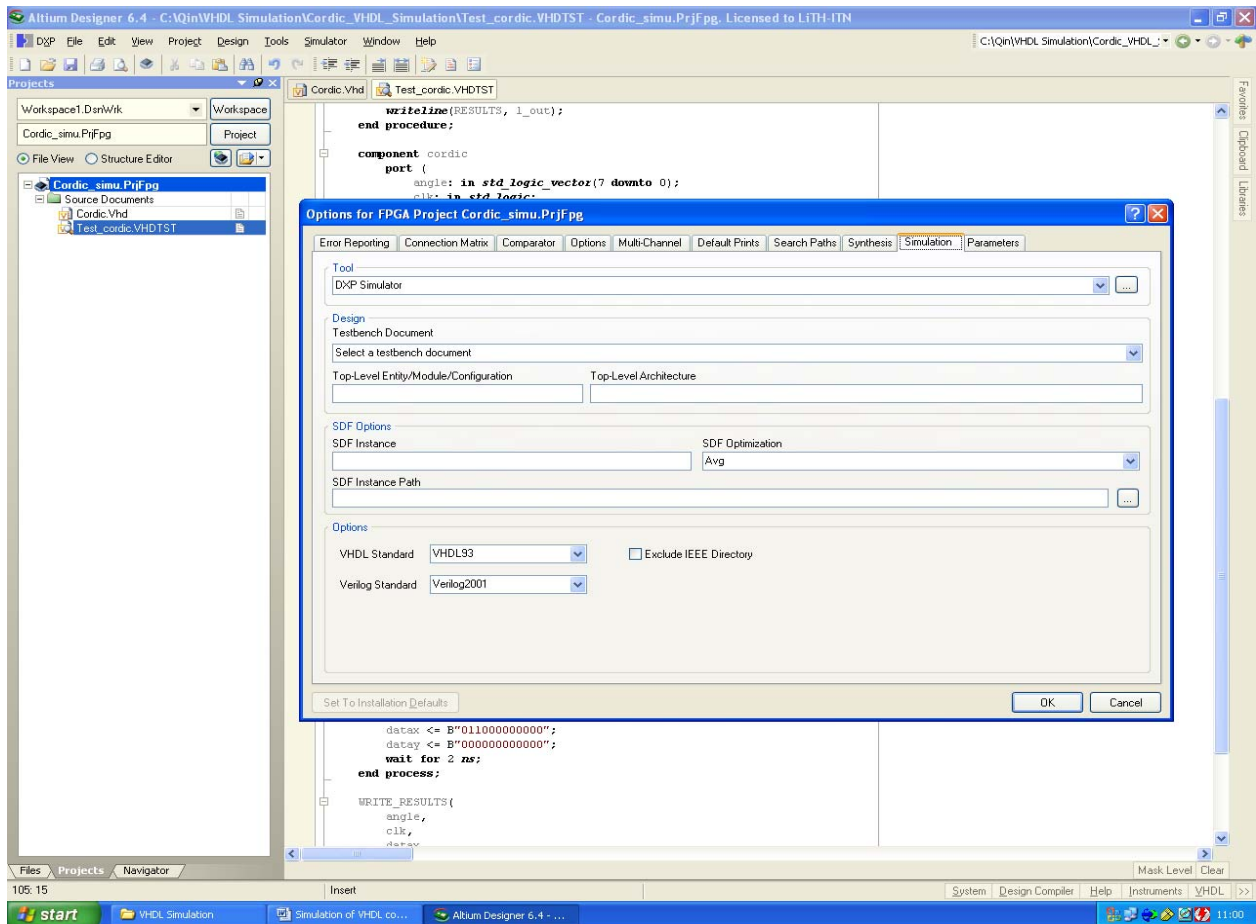 Altium Designer 6.4 - C:\Qin\VHDL Simulation\Cordic_VHDL_Simulation\Test_cordic.VHDTST - Cordic_simu.PrjFpg. Licensed to LiTH-ITN
DXP File Edit View Project Design Tools Simulator Window Help
C:\Qin\VHDL Simulation\Cordic_VHDL_
Projects
Cordic.Vhd Test_cordic.VHDTST
Workspace1.DsnWrk Workspace
Cordic_simu.PrjFpg Project
File View Structure Editor
Cordic_simu.PrjFpg
Source Documents
Cordic.Vhd
Test_cordic.VHDTST
Favorites
Clipboard
Libraries
writeline(RESULTS, l_out);
end procedure;
component cordic
port (
angle: in std_logic_vector(7 downto 0);
clk: in std_logic;
Options for FPGA Project Cordic_simu.PrjFpg
Error Reporting Connection Matrix Comparator Options Multi-Channel Default Prints Search Paths Synthesis Simulation Parameters
Tool
DXP Simulator
...
Design
Testbench Document
Select a testbench document
Top-Level Entity/Module/Configuration Top-Level Architecture
SDF Options
SDF Instance SDF Optimization
Avg
SDF Instance Path
...
Options
VHDL Standard VHDL93 Exclude IEEE Directory
Verilog Standard Verilog2001
Set To Installation Defaults OK Cancel
datax <= B"011000000000";
datay <= B"000000000000";
wait for 2 ns;
end process;
WRITE_RESULTS(
angle,
clk,
datax
Files Projects Navigator
Mask Level Clear
105: 15 Insert System Design Compiler Help Instruments VHDL >>
start VHDL Simulation Simulation of VHDL co... Altium Designer 6.4 - ... 11:00